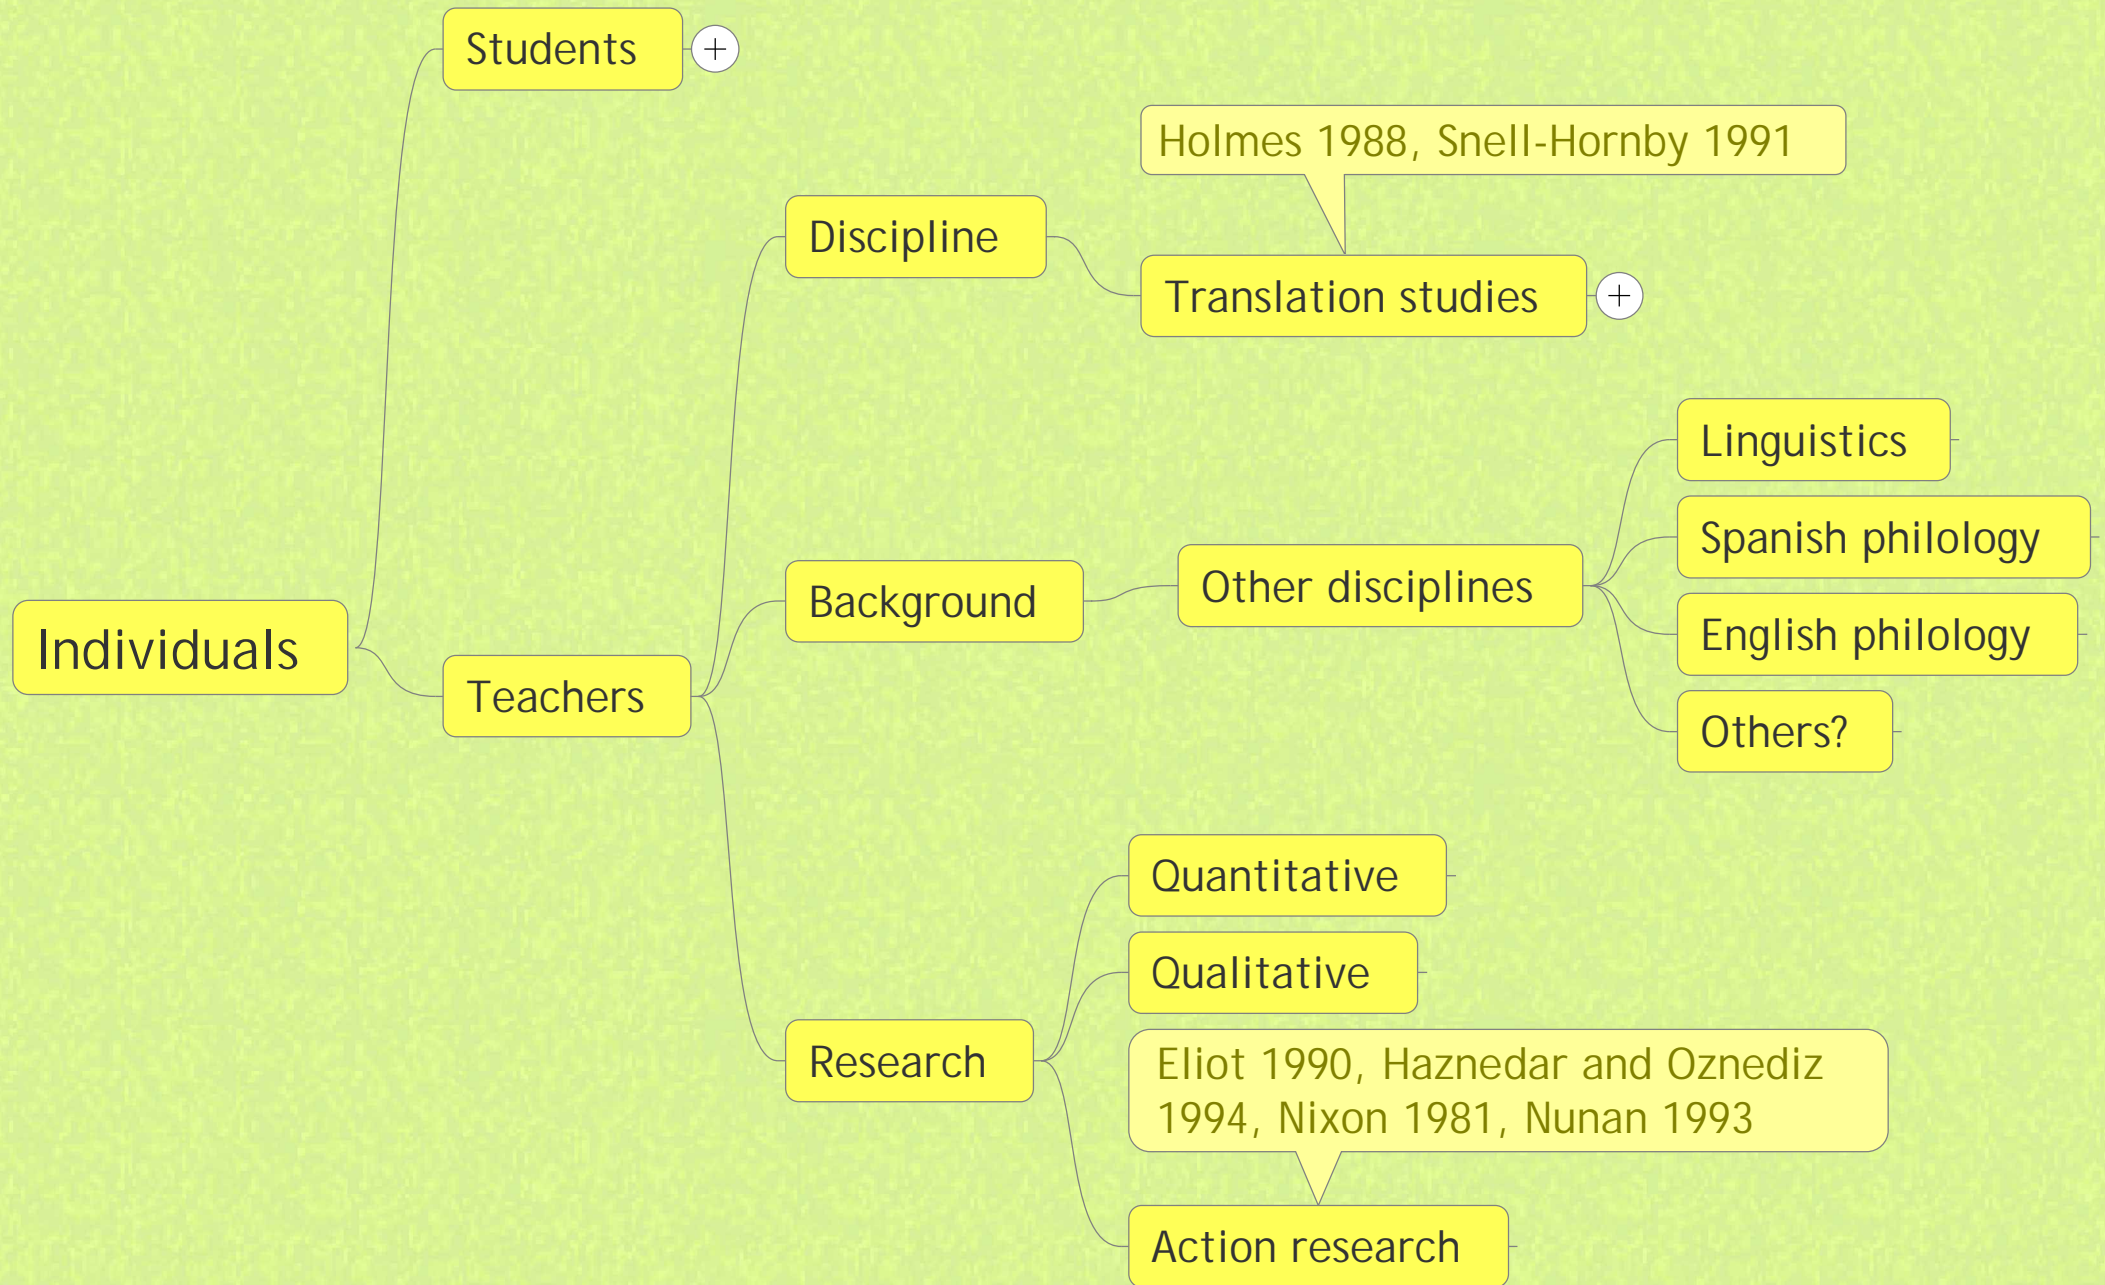 Students
Holmes 1988, Snell-Hornby 1991
Discipline
Translation studies
Linguistics
Spanish philology
Background
Other disciplines
English philology
Individuals
Teachers
Others?
Quantitative
Qualitative
Research
Eliot 1990, Haznedar and Oznediz
1994, Nixon 1981, Nunan 1993
Action research